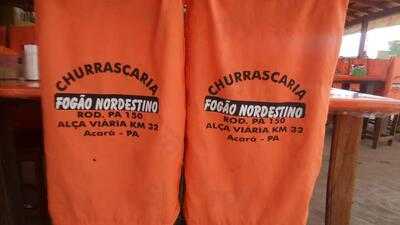 CHURRASCARIA
FOGÃO NORDESTINO
ROD. PA 150
ALÇA VIÁRIA KM 32
Acará - PA
CHURRASCARIA
FOGÃO NORDESTINO
ROD. PA 150
ALÇA VIÁRIA KM 32
Acará - PA